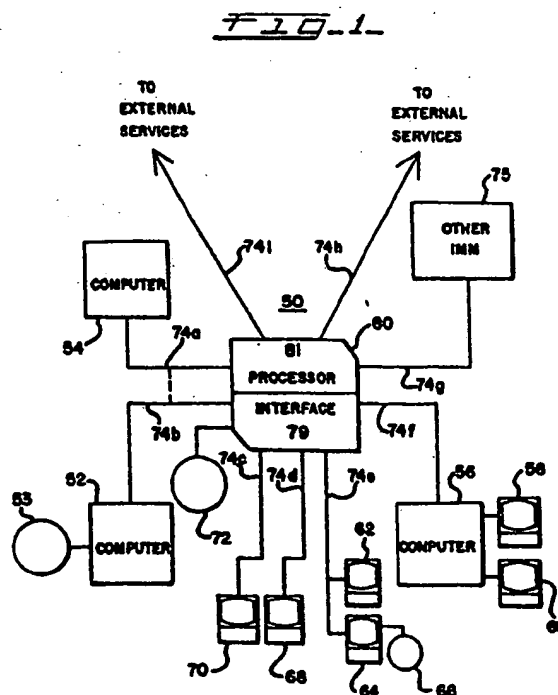 Fig-1-
TO
EXTERNAL
SERVICES
TO
EXTERNAL
SERVICES
75
OTHER
IMM
74i
74h
50
60
COMPUTER
54
74a
81
PROCESSOR
INTERFACE
79
74g
74b
74f
74c
74d
74e
52
53
COMPUTER
72
62
56
COMPUTER
58
70
68
64
66